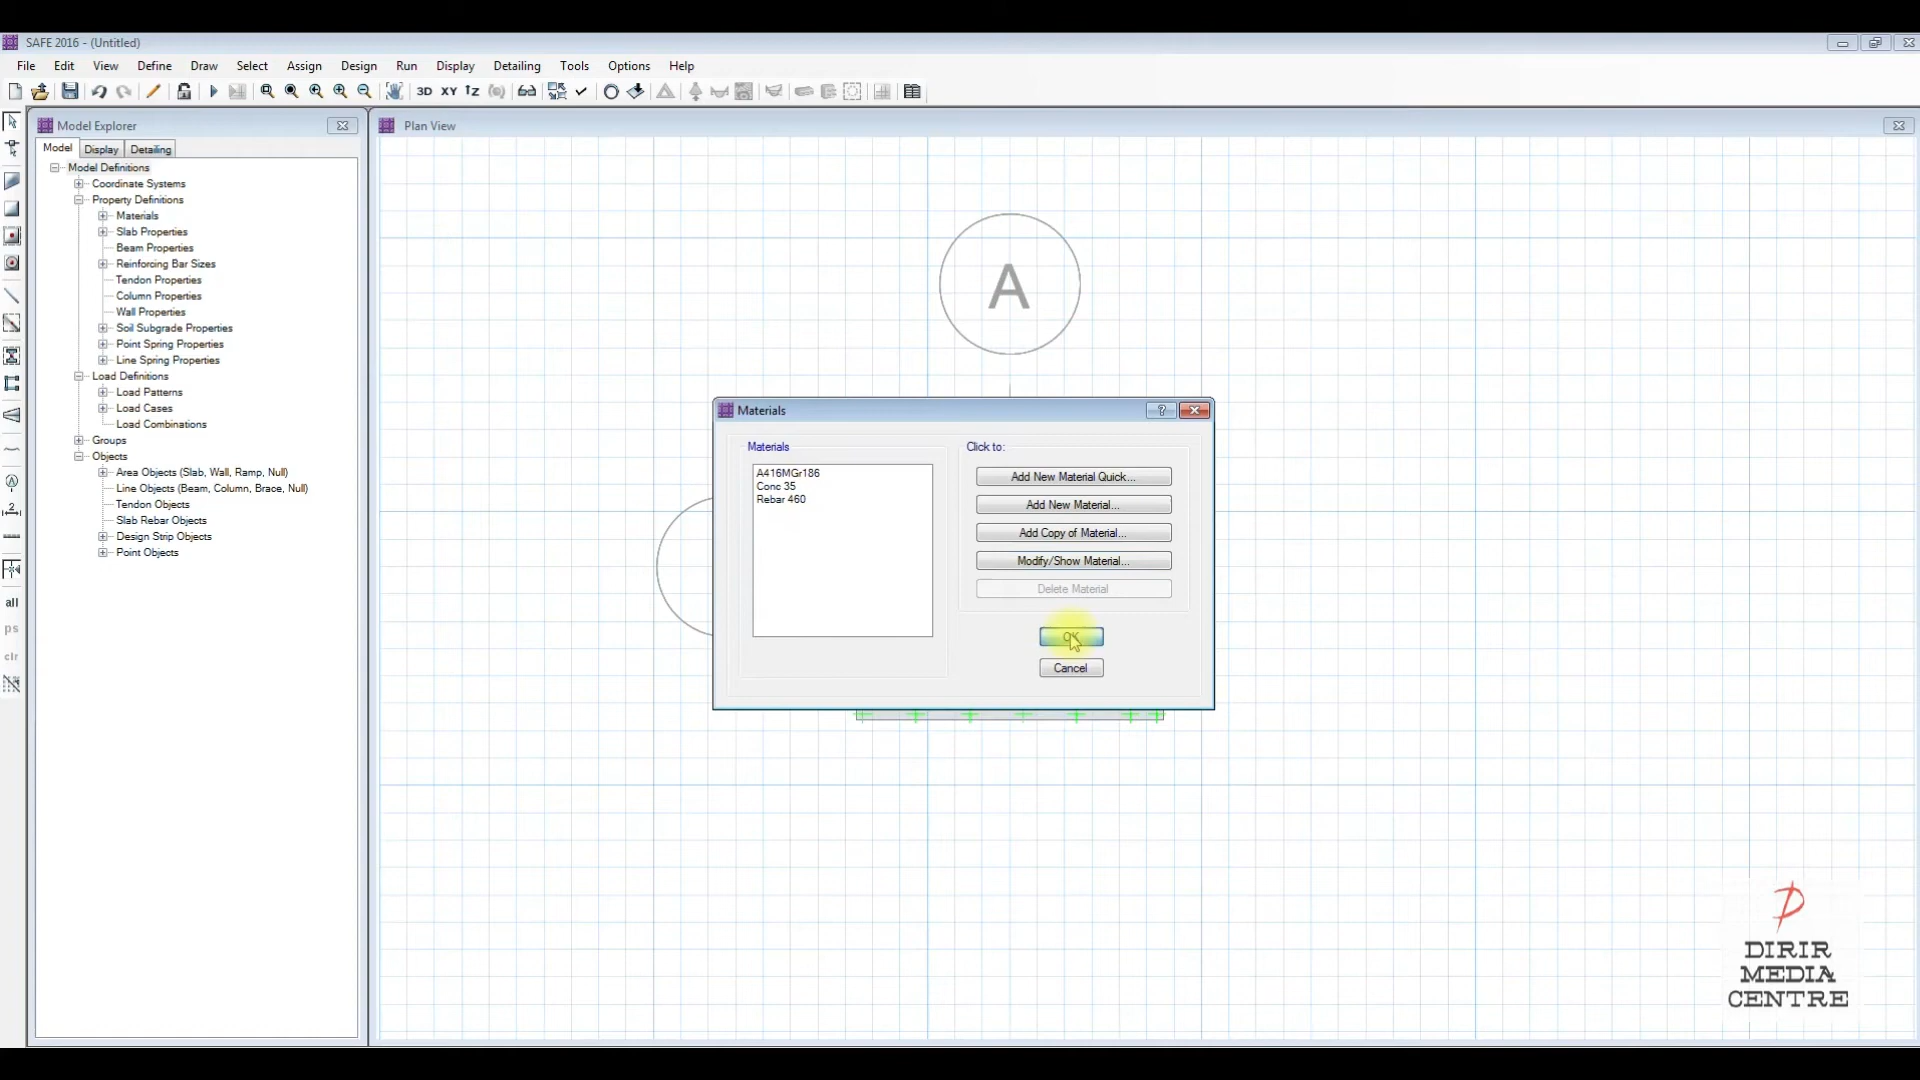 SAFE 2016 - (Untitled)
File Edit View Define Draw Select Assign Design Run Display Detailing Tools Options Help
3D XY
Model Explorer
Plan View
Model Display Detailing
Model Definitions
Coordinate Systems
Property Definitions
Materials
Slab Properties
Beam Properties
Reinforcing Bar Sizes
Tendon Properties
Column Properties
Wall Properties
Soil Subgrade Properties
Point Spring Properties
Line Spring Properties
Load Definitions
Load Patterns
Load Cases
Load Combinations
Groups
Objects
Area Objects (Slab, Wall, Ramp, Null)
Line Objects (Beam, Column, Brace, Null)
Tendon Objects
Slab Rebar Objects
Design Strip Objects
Point Objects
all
ps
clr
A
Materials
Materials
A416MGr186
Conc 35
Rebar 460
Click to:
Add New Material Quick...
Add New Material...
Add Copy of Material...
Modify/Show Material...
Delete Material
OK
Cancel
DIRIR
MEDIA
CENTRE